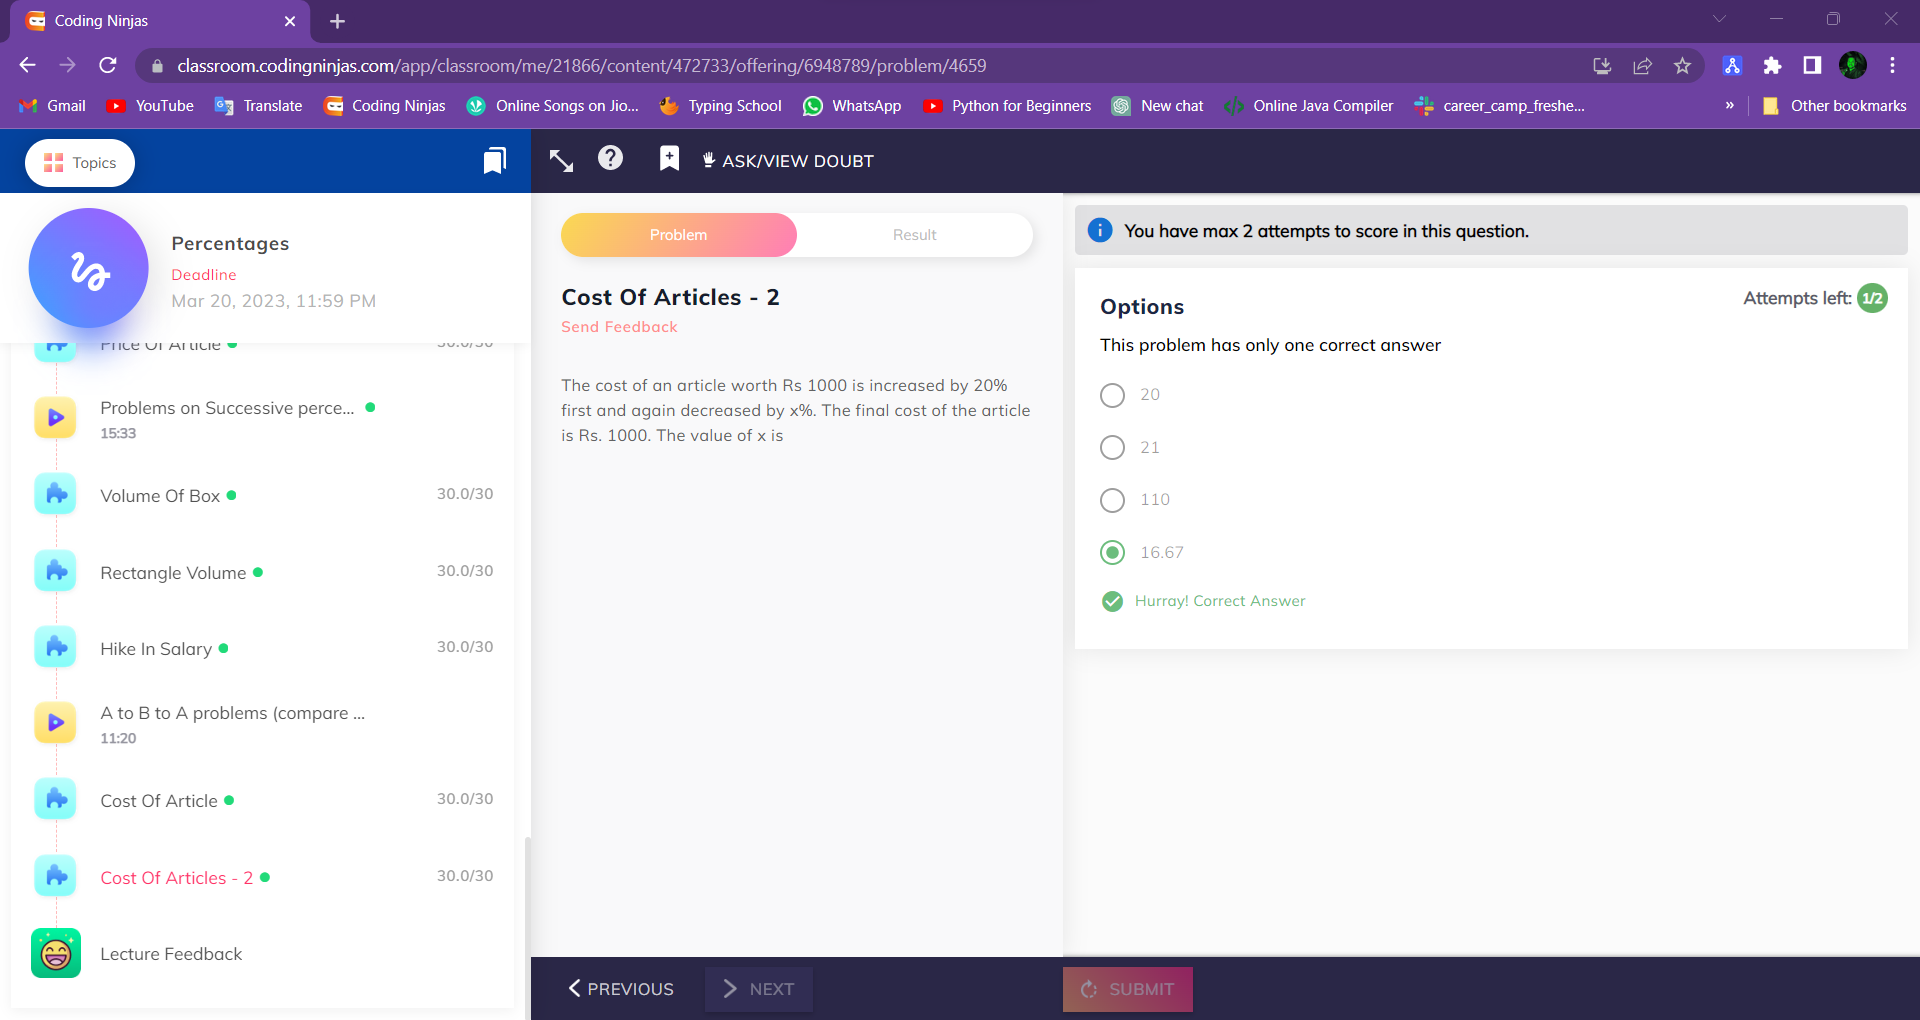 Coding Ninjas
classroom.codingninjas.com/app/classroom/me/21866/content/472733/offering/6948789/problem/4659
Gmail
YouTube
Translate
Coding Ninjas
Online Songs on Jio...
Typing School
WhatsApp
Python for Beginners
New chat
Online Java Compiler
career_camp_freshe...
»
Other bookmarks
Topics
ASK/VIEW DOUBT
Percentages
Deadline
Mar 20, 2023, 11:59 PM
Price Of Article
30.0/30
Problems on Successive perce...
15:33
Volume Of Box
30.0/30
Rectangle Volume
30.0/30
Hike In Salary
30.0/30
A to B to A problems (compare ...
11:20
Cost Of Article
30.0/30
Cost Of Articles - 2
30.0/30
Lecture Feedback
Problem
Result
Cost Of Articles - 2
Send Feedback
The cost of an article worth Rs 1000 is increased by 20%
first and again decreased by x%. The final cost of the article
is Rs. 1000. The value of x is
You have max 2 attempts to score in this question.
Options
Attempts left: 1/2
This problem has only one correct answer
20
21
110
16.67
Hurray! Correct Answer
PREVIOUS
NEXT
SUBMIT